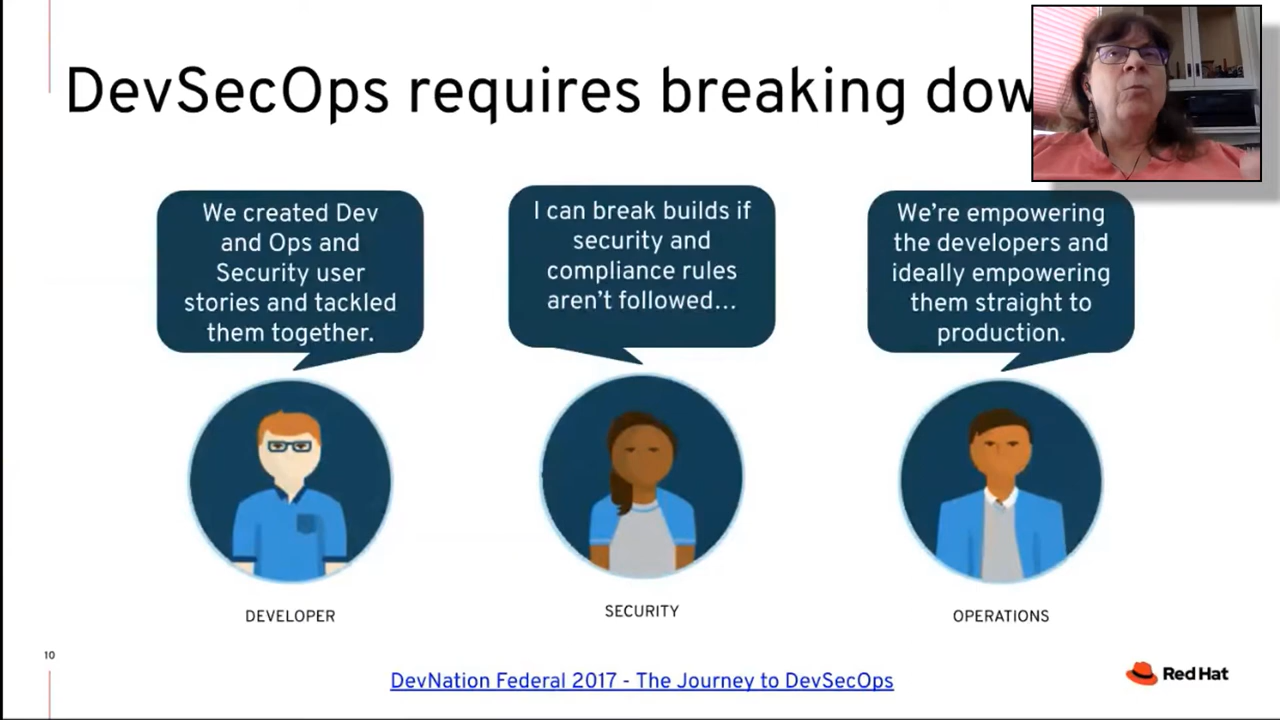 DevSecOps requires breaking
We created Dev
and Ops and
Security user
stories and tackled
them together.
I can break builds if
security and
compliance rules
aren't followed...
We're empowering
the developers and
ideally empowering
them straight to
production.
DEVELOPER
SECURITY
OPERATIONS
10
DevNation Federal 2017 - The Journey to DevSecOps
Red Hat